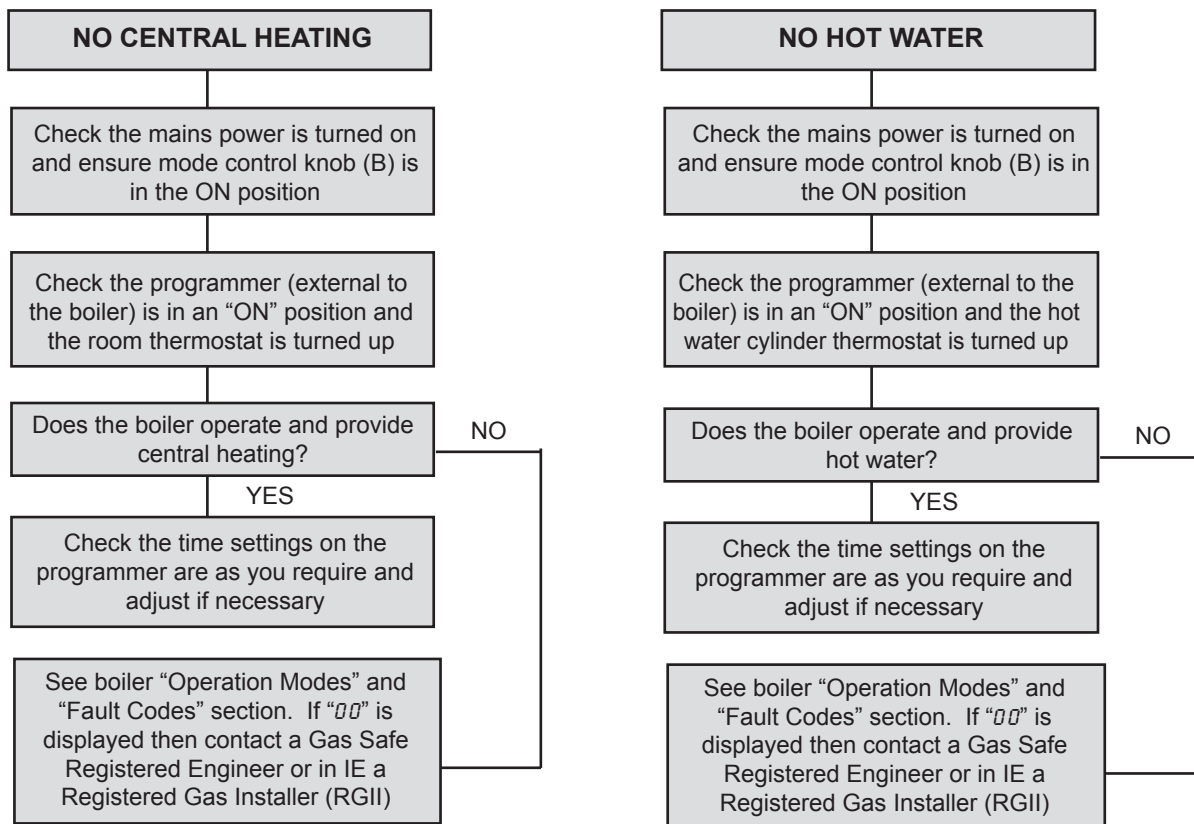 NO CENTRAL HEATING
Check the mains power is turned on
and ensure mode control knob (B) is
in the ON position
Check the programmer (external to
the boiler) is in an “ON” position and
the room thermostat is turned up
Does the boiler operate and provide
central heating?
NO
YES
Check the time settings on the
programmer are as you require and
adjust if necessary
See boiler “Operation Modes” and
“Fault Codes” section. If “00” is
displayed then contact a Gas Safe
Registered Engineer or in IE a
Registered Gas Installer (RGII)
NO HOT WATER
Check the mains power is turned on
and ensure mode control knob (B) is in
the ON position
Check the programmer (external to the
boiler) is in an “ON” position and the hot
water cylinder thermostat is turned up
Does the boiler operate and provide
hot water?
NO
YES
Check the time settings on the
programmer are as you require and
adjust if necessary
See boiler “Operation Modes” and
“Fault Codes” section. If “00” is
displayed then contact a Gas Safe
Registered Engineer or in IE a
Registered Gas Installer (RGII)